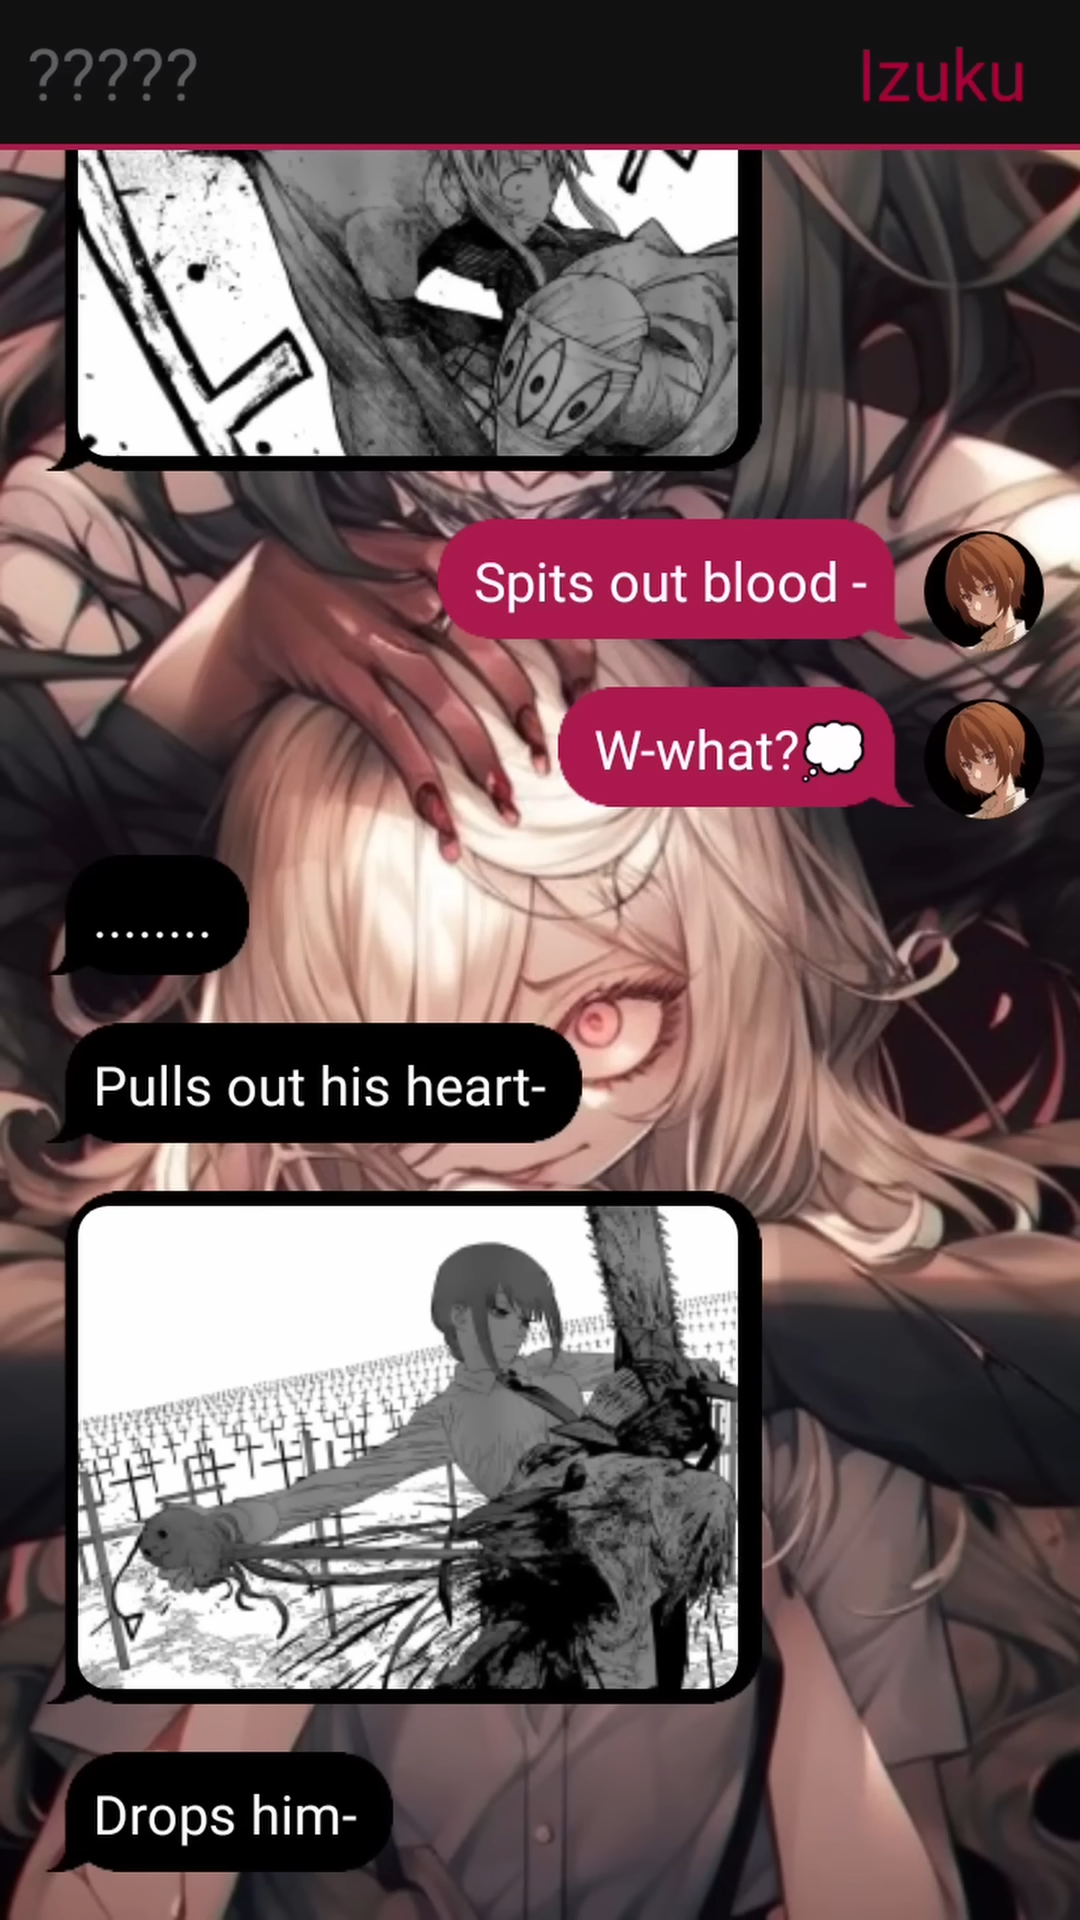 ?????
Izuku
Spits out blood -
W-what?💭
........
Pulls out his heart-
Drops him-